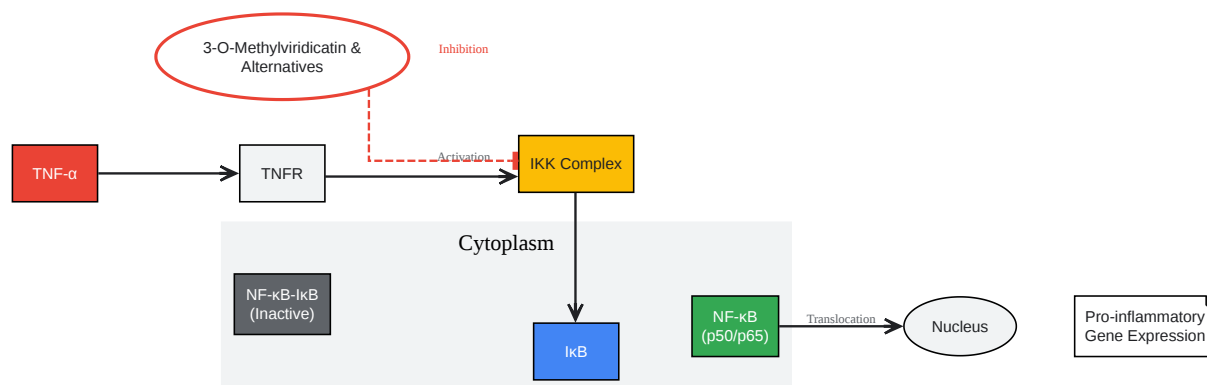 3-O-Methylviridicatin &
Alternatives
Inhibition
TNF-α
TNFR
Activation
IKK Complex
Cytoplasm
NF-κB-IκB
(Inactive)
IκB
NF-κB
(p50/p65)
Translocation
Nucleus
Pro-inflammatory
Gene Expression